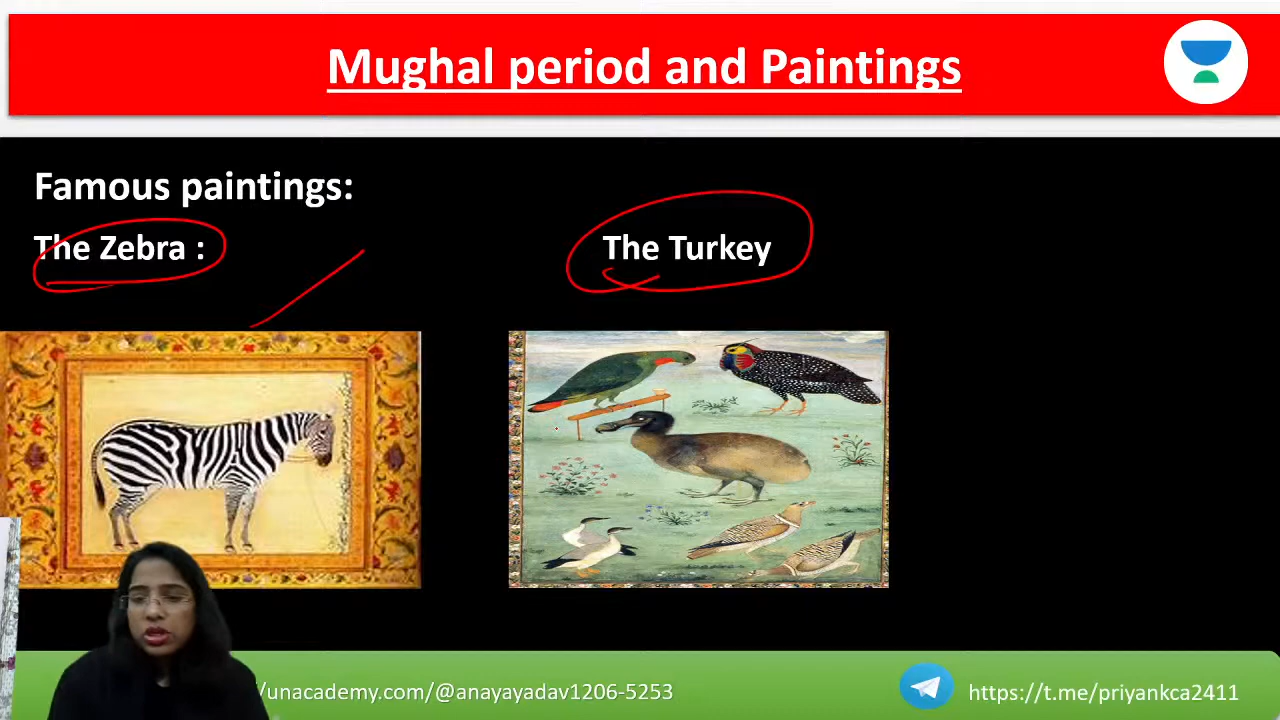 Mughal period and Paintings
Famous paintings:
The Zebra :
The Turkey
/unacademy.com/@anayayadav1206-5253
https://t.me/priyankca2411